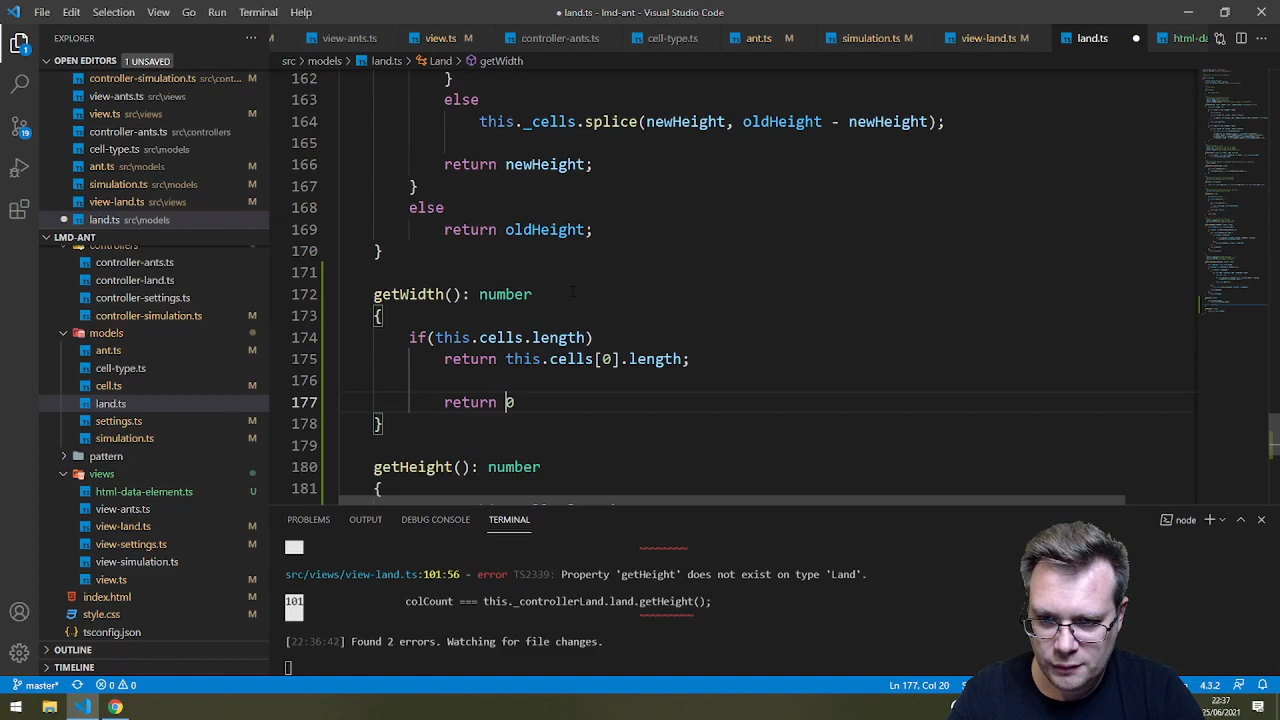 File Edit Selection View Go Run Terminal Help
● land.ts - lmd-ant - Visual Studio Code
EXPLORER
view-ants.ts view.ts M controller-ants.ts cell-type.ts ant.ts M simulation.ts M view-land.ts M land.ts html-da
OPEN EDITORS 1 UNSAVED
src > models > land.ts > Land > getWidth
controller-simulation.ts src\cont... M
view-ants.ts src\views
view.ts src\views M
controller-ants.ts src\controllers
cell-type.ts src\models
ant.ts src\models M
simulation.ts src\models M
view-land.ts src\views M
land.ts src\models
LMD-ANT
controllers
controller-ants.ts
controller-land.ts
controller-settings.ts
controller-simulation.ts M
models
ant.ts M
cell-type.ts
cell.ts M
land.ts
settings.ts M
simulation.ts M
pattern
views
html-data-element.ts U
view-ants.ts
view-land.ts M
view-settings.ts M
view-simulation.ts
view.ts M
index.html M
style.css M
tsconfig.json
OUTLINE
TIMELINE
162 }
163 else
164 this.cells.splice(newHeight, oldHeight - newHeight);
165
166 return newHeight;
167 }
168 else
169 return oldHeight;
170 }
171
172 getWidth(): number
173 {
174 if(this.cells.length)
175 return this.cells[0].length;
176
177 return 0
178 }
179
180 getHeight(): number
181 {
PROBLEMS OUTPUT DEBUG CONSOLE TERMINAL
node
src/views/view-land.ts:101:56 - error TS2339: Property 'getHeight' does not exist on type 'Land'.
101 colCount === this._controllerLand.land.getHeight();
[22:36:42] Found 2 errors. Watching for file changes.
master* 0 0 Ln 177, Col 20 4.3.2
22:37
25/06/2021